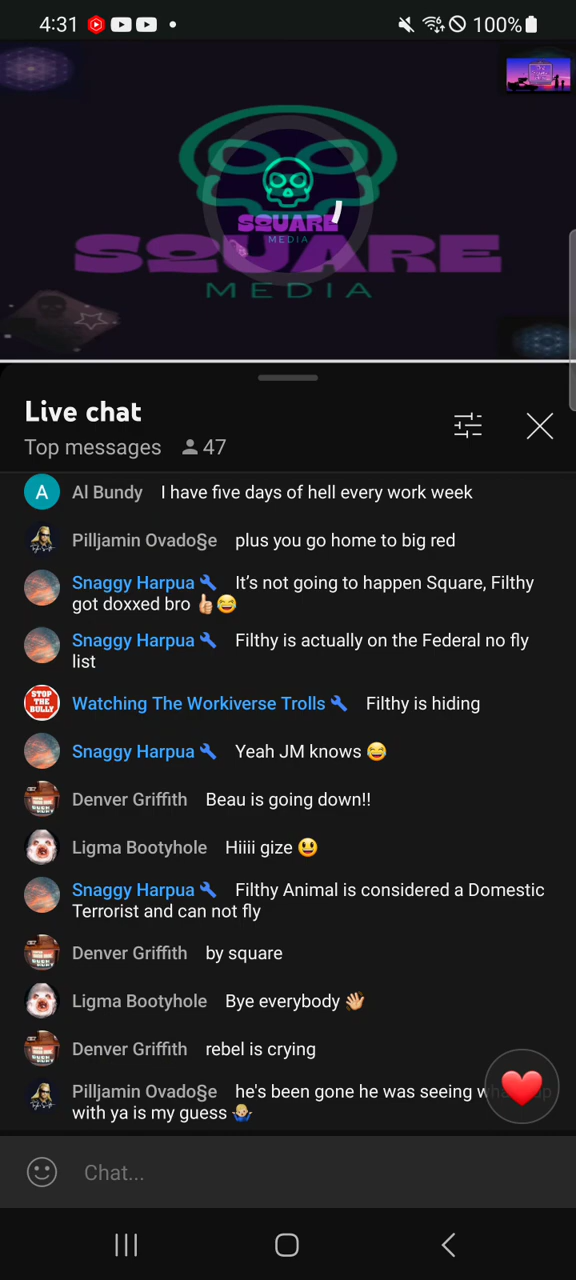 4:31
100%
SQUARE
MEDIA
SQUARE
MEDIA
Live chat
Top messages 47
A Al Bundy I have five days of hell every work week
Pilljamin Ovado§e plus you go home to big red
Snaggy Harpua It's not going to happen Square, Filthy
got doxxed bro 👍🏻😂
Snaggy Harpua Filthy is actually on the Federal no fly
list
STOP
THE
BULLY
Watching The Workiverse Trolls Filthy is hiding
Snaggy Harpua Yeah JM knows 😂
Denver Griffith Beau is going down!!
Ligma Bootyhole Hiiii gize 😃
Snaggy Harpua Filthy Animal is considered a Domestic
Terrorist and can not fly
Denver Griffith by square
Ligma Bootyhole Bye everybody 👋🏼
Denver Griffith rebel is crying
Pilljamin Ovado§e he's been gone he was seeing
with ya is my guess 🤷🏼‍♂️
Chat...